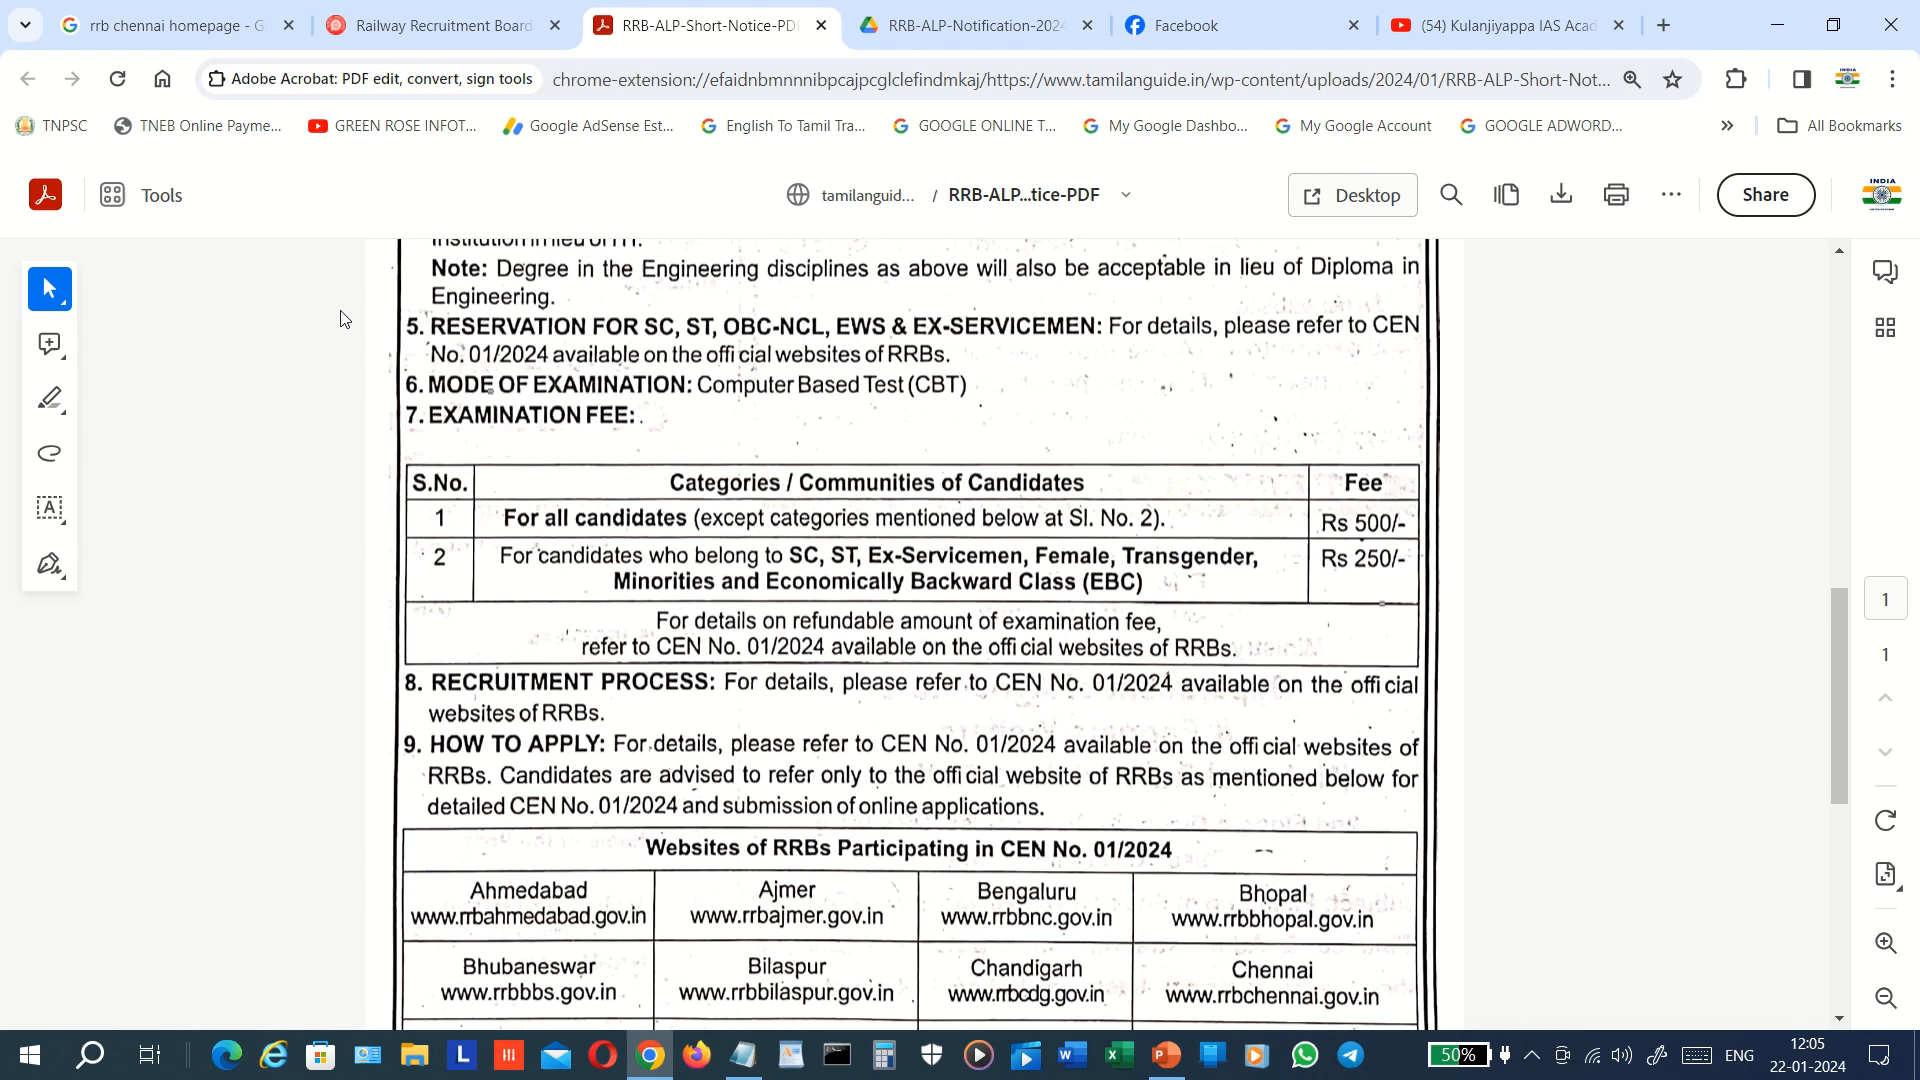 rrb chennai homepage - G
Railway Recruitment Board
RRB-ALP-Short-Notice-PD
RRB-ALP-Notification-2024
Facebook
(54) Kulanjiyappa IAS Acad
Adobe Acrobat: PDF edit, convert, sign tools
chrome-extension://efaidnbmnnnibpcajpcglclefindmkaj/https://www.tamilanguide.in/wp-content/uploads/2024/01/RRB-ALP-Short-Not...
TNPSC
TNEB Online Payme...
GREEN ROSE INFOT...
Google AdSense Est...
English To Tamil Tra...
GOOGLE ONLINE T...
My Google Dashbo...
My Google Account
GOOGLE ADWORD...
All Bookmarks
Tools
tamilanguid... / RRB-ALP...tice-PDF
Desktop
Share
INDIA
Institution in lieu of ITI.
Note: Degree in the Engineering disciplines as above will also be acceptable in lieu of Diploma in
Engineering.
5. RESERVATION FOR SC, ST, OBC-NCL, EWS & EX-SERVICEMEN: For details, please refer to CEN
No. 01/2024 available on the official websites of RRBs.
6. MODE OF EXAMINATION: Computer Based Test (CBT)
7. EXAMINATION FEE:
S.No. Categories / Communities of Candidates Fee
1 For all candidates (except categories mentioned below at Sl. No. 2). Rs 500/-
2 For candidates who belong to SC, ST, Ex-Servicemen, Female, Transgender, Rs 250/-
Minorities and Economically Backward Class (EBC)
For details on refundable amount of examination fee,
refer to CEN No. 01/2024 available on the official websites of RRBs.
8. RECRUITMENT PROCESS: For details, please refer to CEN No. 01/2024 available on the official
websites of RRBs.
9. HOW TO APPLY: For details, please refer to CEN No. 01/2024 available on the official websites of
RRBs. Candidates are advised to refer only to the official website of RRBs as mentioned below for
detailed CEN No. 01/2024 and submission of online applications.
Websites of RRBs Participating in CEN No. 01/2024
Ahmedabad Ajmer Bengaluru Bhopal
www.rrbahmedabad.gov.in www.rrbajmer.gov.in www.rrbbnc.gov.in www.rrbbhopal.gov.in
Bhubaneswar Bilaspur Chandigarh Chennai
www.rrbbbs.gov.in www.rrbbilaspur.gov.in www.rrbcdg.gov.in www.rrbchennai.gov.in
1
1
50%
ENG
12:05
22-01-2024